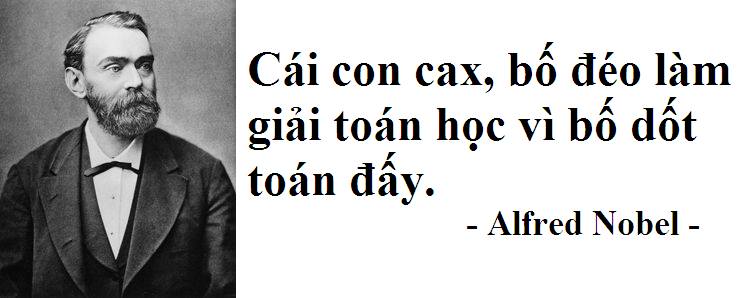 Cái con cax, bố đéo làm
giải toán học vì bố dốt
toán đấy.
- Alfred Nobel -